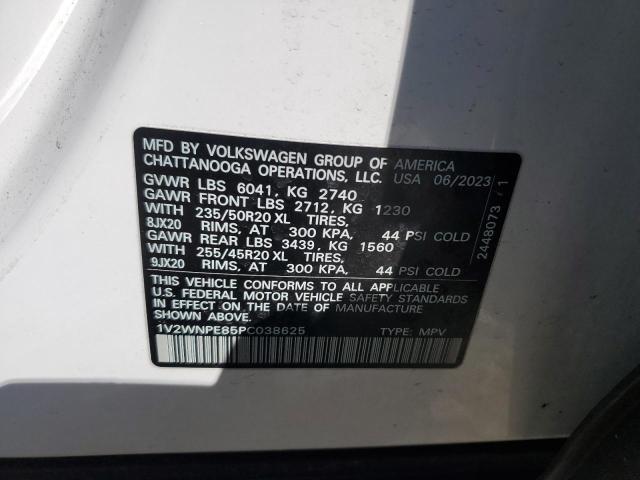 MFD BY VOLKSWAGEN GROUP OF AMERICA
CHATTANOOGA OPERATIONS, LLC. USA 06/2023
GVWR LBS 6041, KG 2740
GAWR FRONT LBS 2712, KG 1230
WITH 235/50R20 XL TIRES,
8JX20 RIMS, AT 300 KPA, 44 PSI COLD
GAWR REAR LBS 3439, KG 1560
WITH 255/45R20 XL TIRES,
9JX20 RIMS, AT 300 KPA, 44 PSI COLD
THIS VEHICLE CONFORMS TO ALL APPLICABLE
U.S. FEDERAL MOTOR VEHICLE SAFETY STANDARDS
IN EFFECT ON THE DATE OF MANUFACTURE
SHOWN ABOVE.
1V2WNPE85PC038625 TYPE: MPV
2448073 / 1